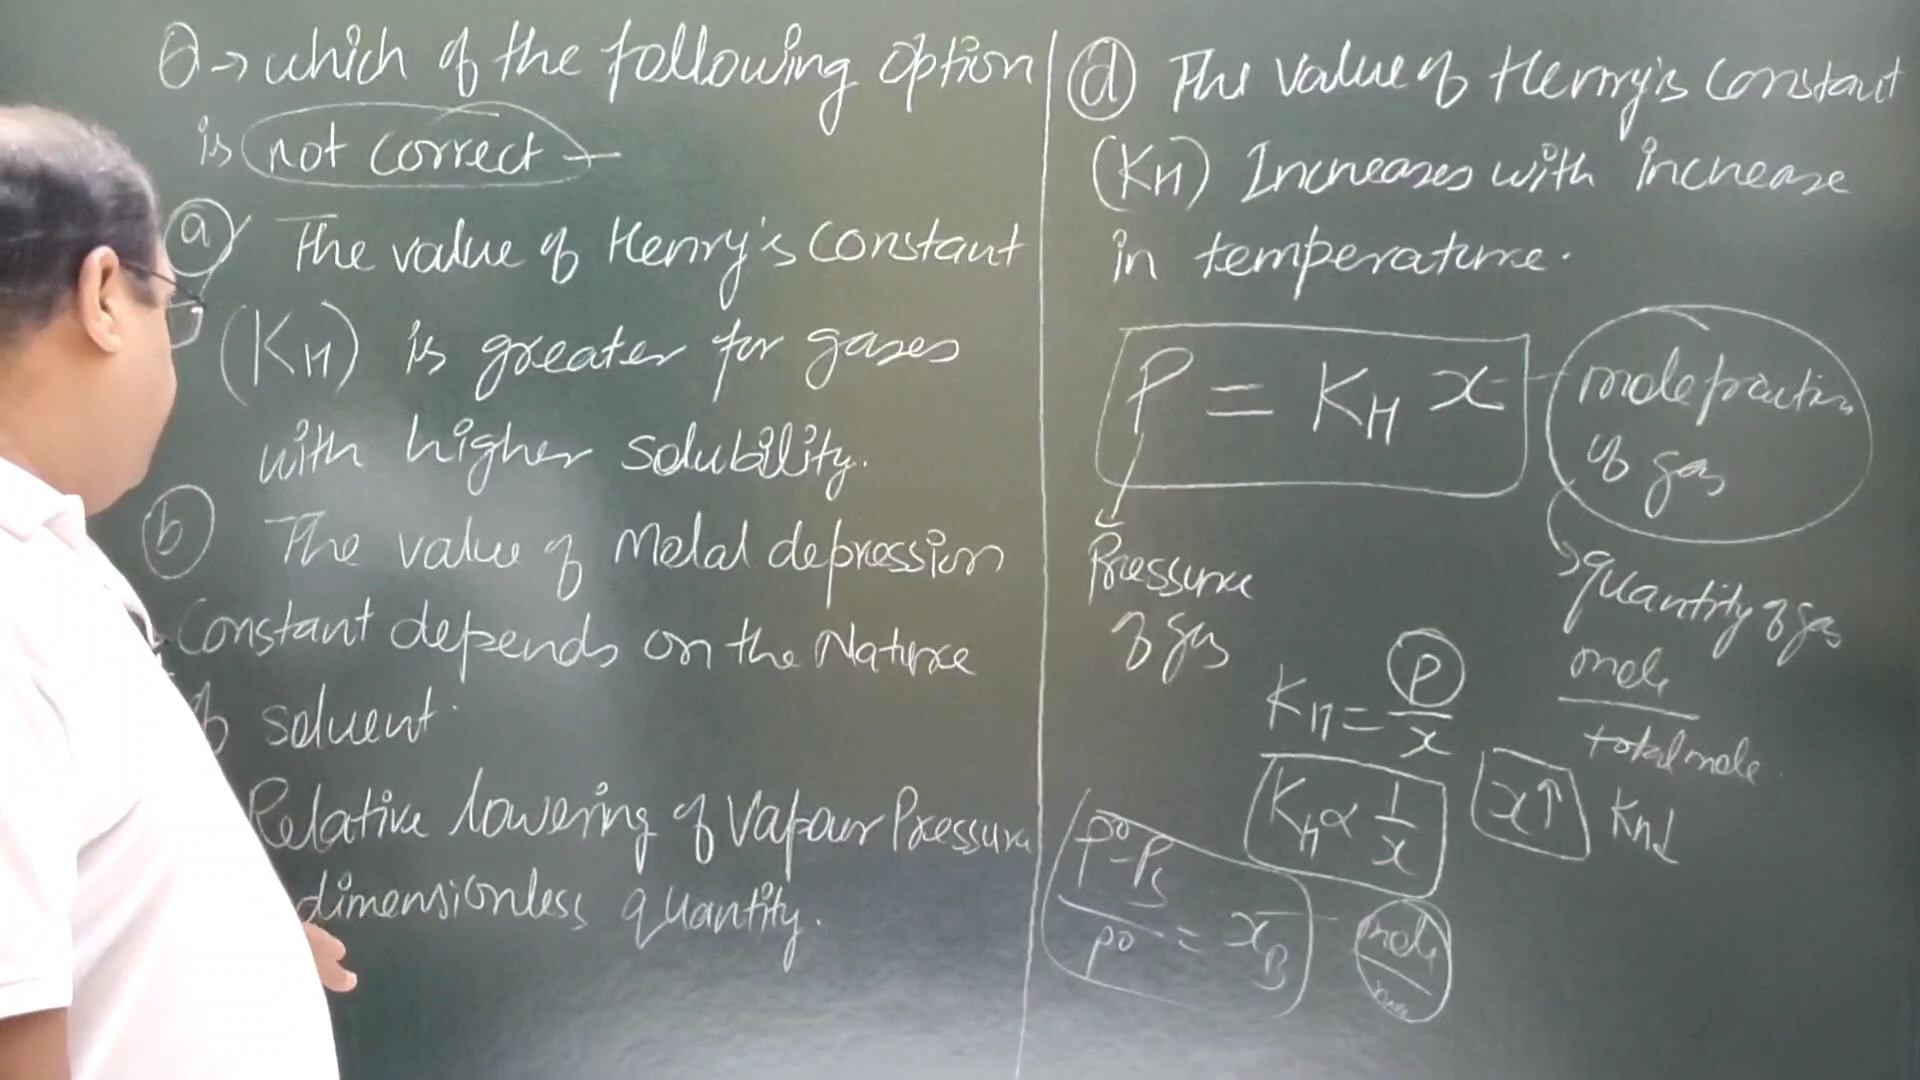 Q → which of the following option
is not correct –
(a) The value of Henry's constant
(KH) is greater for gases
with higher solubility.
(b) The value of Molal depression
Constant depends on the Nature
of solvent.
Relative lowering of Vapour Pressure
dimensionless quantity.
(d) The value of Henry's constant
(KH) Increases with increase
in temperature.
P = KH x
mole fraction
of gas
Pressure
of gas
quantity of gas
mole
total mole
KH = P/x
KH ∝ 1/x
x↑
KH↓
P° - Ps / P° = xB
mole